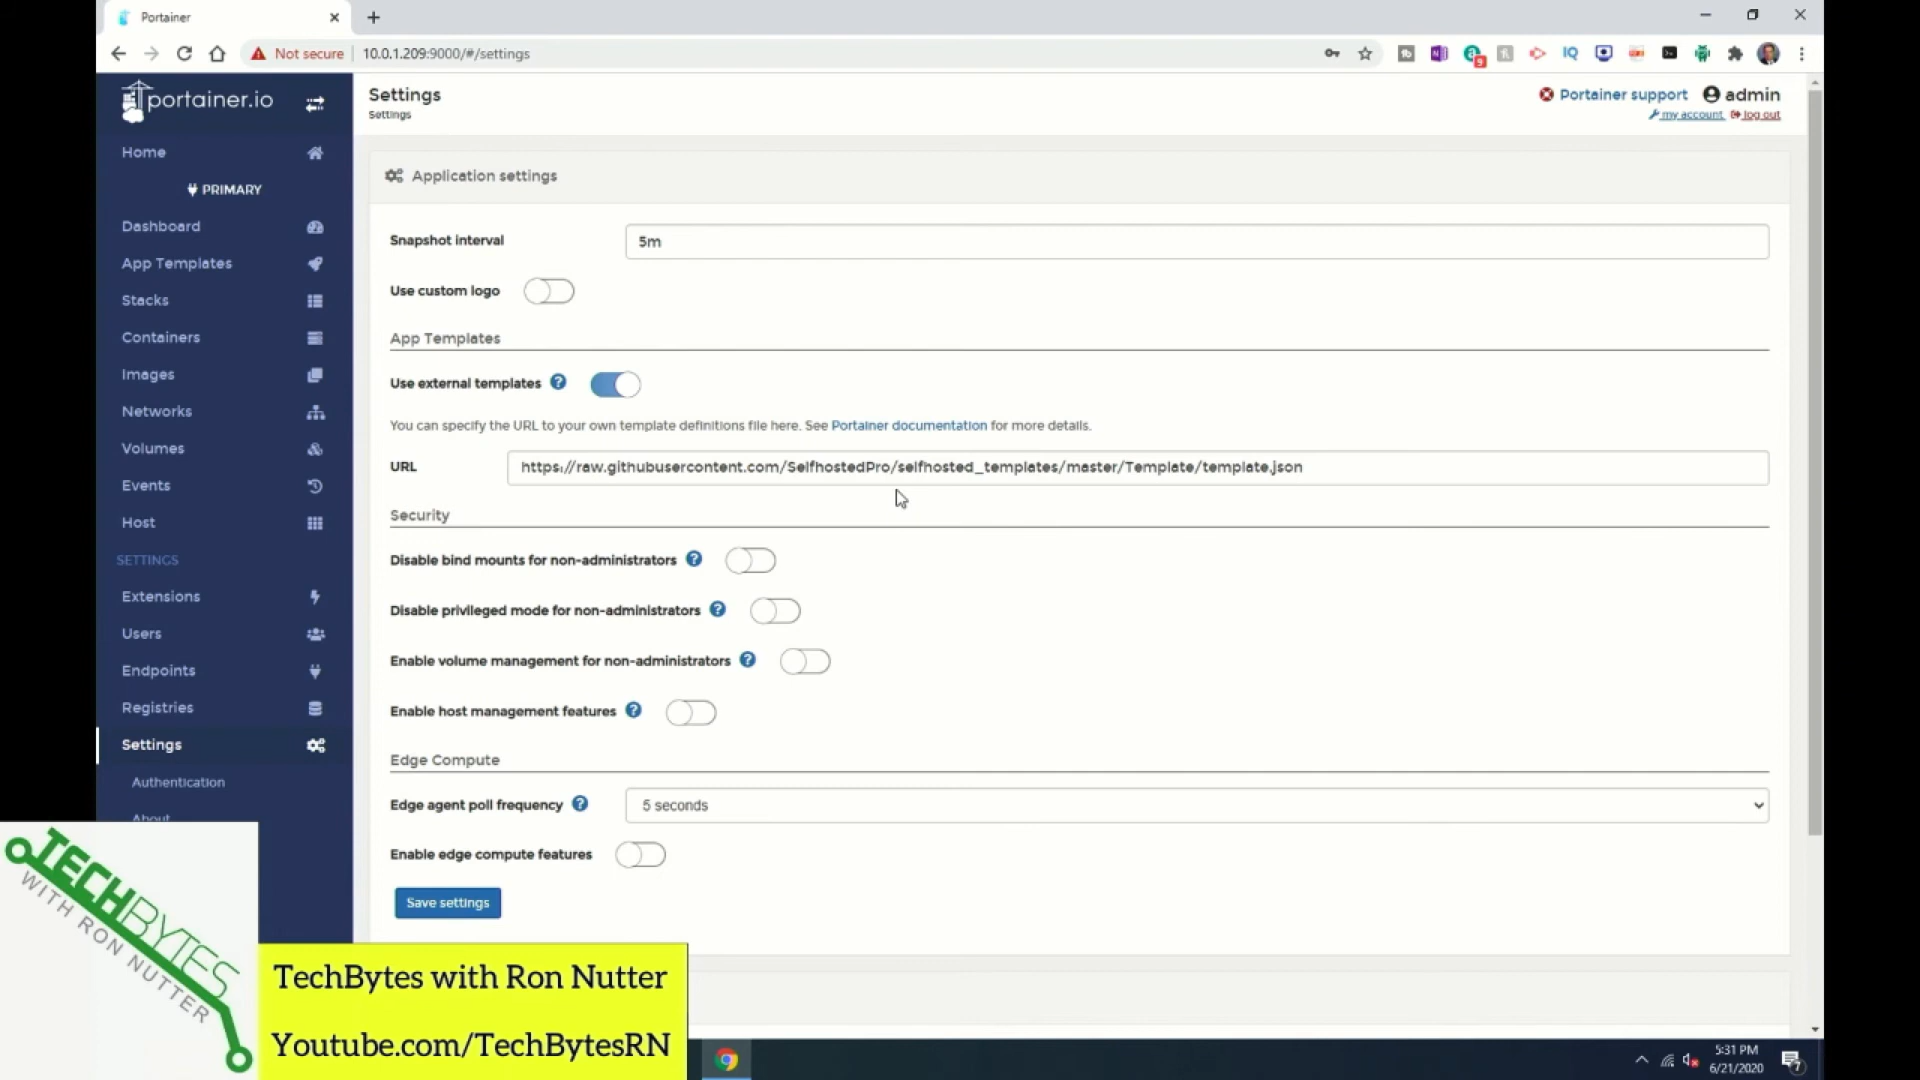 Portainer
Not secure
10.0.1.209:9000/#/settings
portainer.io
Settings
Settings
Portainer support
admin
my account
log out
Home
PRIMARY
Dashboard
App Templates
Stacks
Containers
Images
Networks
Volumes
Events
Host
SETTINGS
Extensions
Users
Endpoints
Registries
Settings
Authentication
About
Application settings
Snapshot interval
5m
Use custom logo
App Templates
Use external templates
You can specify the URL to your own template definitions file here. See Portainer documentation for more details.
URL
https://raw.githubusercontent.com/SelfhostedPro/selfhosted_templates/master/Template/template.json
Security
Disable bind mounts for non-administrators
Disable privileged mode for non-administrators
Enable volume management for non-administrators
Enable host management features
Edge Compute
Edge agent poll frequency
5 seconds
Enable edge compute features
Save settings
TECHBYTES
WITH RON NUTTER
TechBytes with Ron Nutter
Youtube.com/TechBytesRN
5:31 PM
6/21/2020